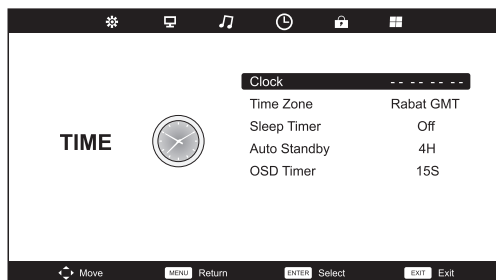 Clock -- -- -- --
Time Zone Rabat GMT
Sleep Timer Off
TIME
Auto Standby 4H
OSD Timer 15S
Move MENU Return ENTER Select EXIT Exit